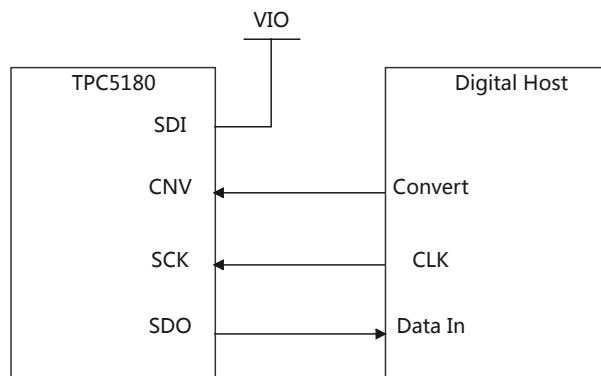 VIO
TPC5180
Digital Host
SDI
CNV
Convert
SCK
CLK
SDO
Data In